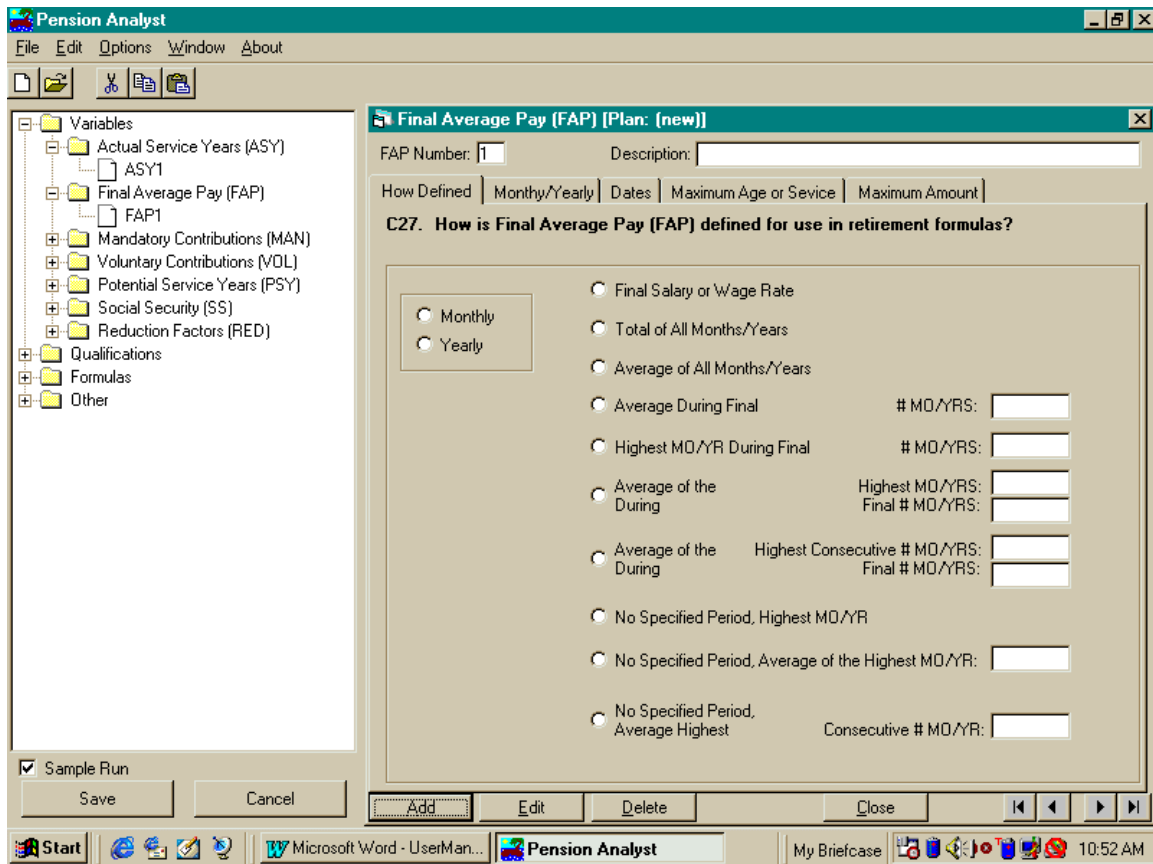 Pension Analyst
File Edit Options Window About
Variables
Actual Service Years (ASY)
ASY1
Final Average Pay (FAP)
FAP1
Mandatory Contributions (MAN)
Voluntary Contributions (VOL)
Potential Service Years (PSY)
Social Security (SS)
Reduction Factors (RED)
Qualifications
Formulas
Other
Sample Run
Save Cancel
Final Average Pay (FAP) [Plan: (new)]
FAP Number: 1 Description:
How Defined Monthy/Yearly Dates Maximum Age or Sevice Maximum Amount
C27. How is Final Average Pay (FAP) defined for use in retirement formulas?
Monthly
Yearly
Final Salary or Wage Rate
Total of All Months/Years
Average of All Months/Years
Average During Final # MO/YRS:
Highest MO/YR During Final # MO/YRS:
Average of the Highest MO/YRS:
During Final # MO/YRS:
Average of the Highest Consecutive # MO/YRS:
During Final # MO/YRS:
No Specified Period, Highest MO/YR
No Specified Period, Average of the Highest MO/YR:
No Specified Period,
Average Highest Consecutive # MO/YR:
Add Edit Delete Close
Start Microsoft Word - UserMan... Pension Analyst My Briefcase 10:52 AM